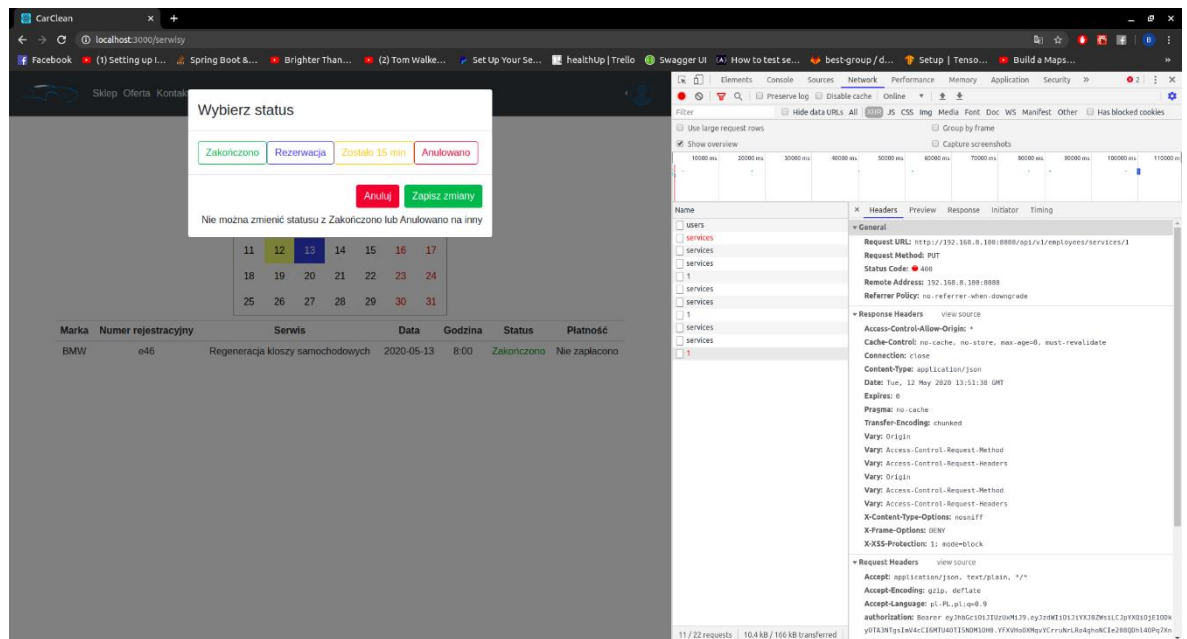 CarClean
localhost:3000/serwisy
Facebook (1) Setting up I... Spring Boot &... Brighter Than... (2) Tom Walke... Set Up Your Se... healthUp | Trello Swagger UI How to test se... best-group / d... Setup | Tenso... Build a Maps... »
Sklep Oferta Kontak
Wybierz status
Zakończono Rezerwacja Zostało 15 min Anulowano
Anuluj Zapisz zmiany
Nie można zmienić statusu z Zakończono lub Anulowano na inny
11 12 13 14 15 16 17
18 19 20 21 22 23 24
25 26 27 28 29 30 31
Marka Numer rejestracyjny Serwis Data Godzina Status Płatność
BMW e46 Regeneracja kloszy samochodowych 2020-05-13 8:00 Zakończono Nie zapłacono
Elements Console Sources Network Performance Memory Application Security » 2
Preserve log Disable cache Online
Filter Hide data URLs All XHR JS CSS Img Media Font Doc WS Manifest Other Has blocked cookies
Use large request rows Group by frame
Show overview Capture screenshots
10000 ms 20000 ms 30000 ms 40000 ms 50000 ms 60000 ms 70000 ms 80000 ms 90000 ms 100000 ms 110000 m
Name
users
services
services
services
1
services
services
1
services
services
1
11 / 22 requests 10.4 kB / 166 kB transferred
× Headers Preview Response Initiator Timing
General
Request URL: http://192.168.0.100:8080/api/v1/employees/services/1
Request Method: PUT
Status Code: 400
Remote Address: 192.168.0.100:8080
Referrer Policy: no-referrer-when-downgrade
Response Headers view source
Access-Control-Allow-Origin: *
Cache-Control: no-cache, no-store, max-age=0, must-revalidate
Connection: close
Content-Type: application/json
Date: Tue, 12 May 2020 13:51:38 GMT
Expires: 0
Pragma: no-cache
Transfer-Encoding: chunked
Vary: Origin
Vary: Access-Control-Request-Method
Vary: Access-Control-Request-Headers
Vary: Origin
Vary: Access-Control-Request-Method
Vary: Access-Control-Request-Headers
X-Content-Type-Options: nosniff
X-Frame-Options: DENY
X-XSS-Protection: 1; mode=block
Request Headers view source
Accept: application/json, text/plain, */*
Accept-Encoding: gzip, deflate
Accept-Language: pl-PL,pl;q=0.9
authorization: Bearer